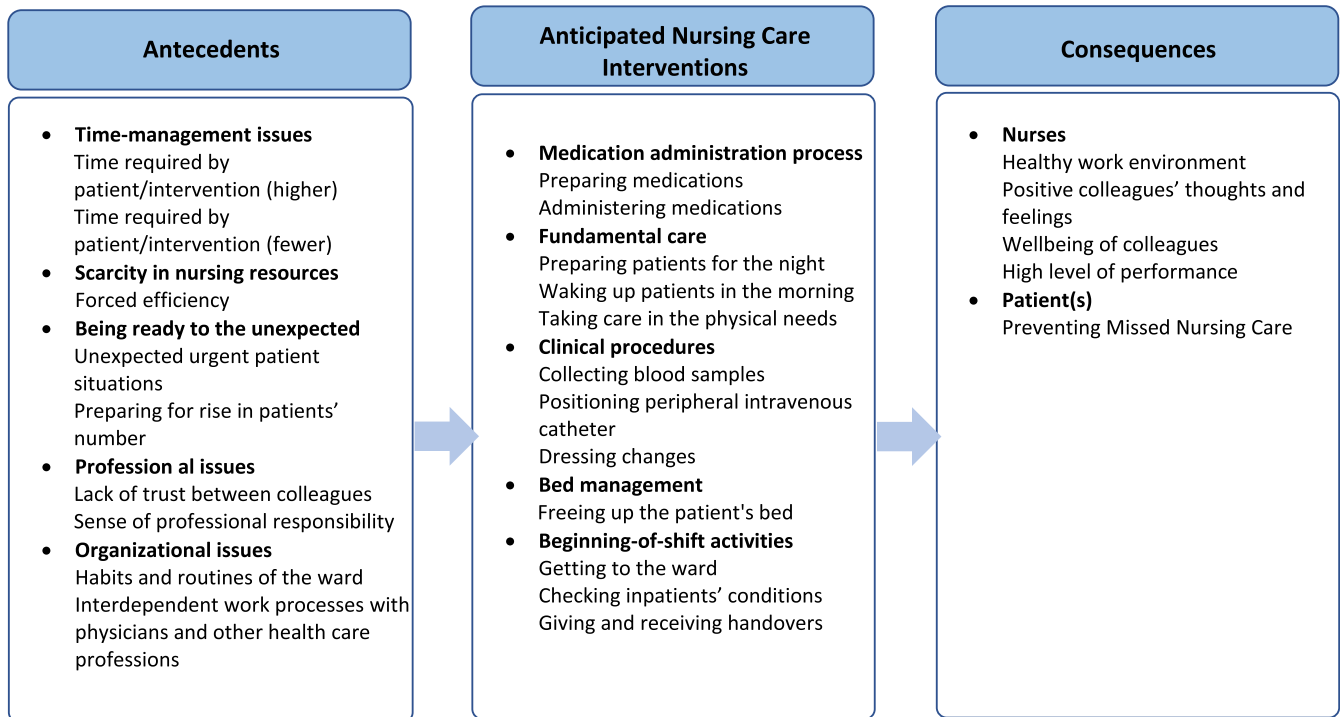 Antecedents
• Time-management issues
Time required by
patient/intervention (higher)
Time required by
patient/intervention (fewer)
• Scarcity in nursing resources
Forced efficiency
• Being ready to the unexpected
Unexpected urgent patient
situations
Preparing for rise in patients’
number
• Profession al issues
Lack of trust between colleagues
Sense of professional responsibility
• Organizational issues
Habits and routines of the ward
Interdependent work processes with
physicians and other health care
professions
Anticipated Nursing Care
Interventions
• Medication administration process
Preparing medications
Administering medications
• Fundamental care
Preparing patients for the night
Waking up patients in the morning
Taking care in the physical needs
• Clinical procedures
Collecting blood samples
Positioning peripheral intravenous
catheter
Dressing changes
• Bed management
Freeing up the patient's bed
• Beginning-of-shift activities
Getting to the ward
Checking inpatients’ conditions
Giving and receiving handovers
Consequences
• Nurses
Healthy work environment
Positive colleagues’ thoughts and
feelings
Wellbeing of colleagues
High level of performance
• Patient(s)
Preventing Missed Nursing Care